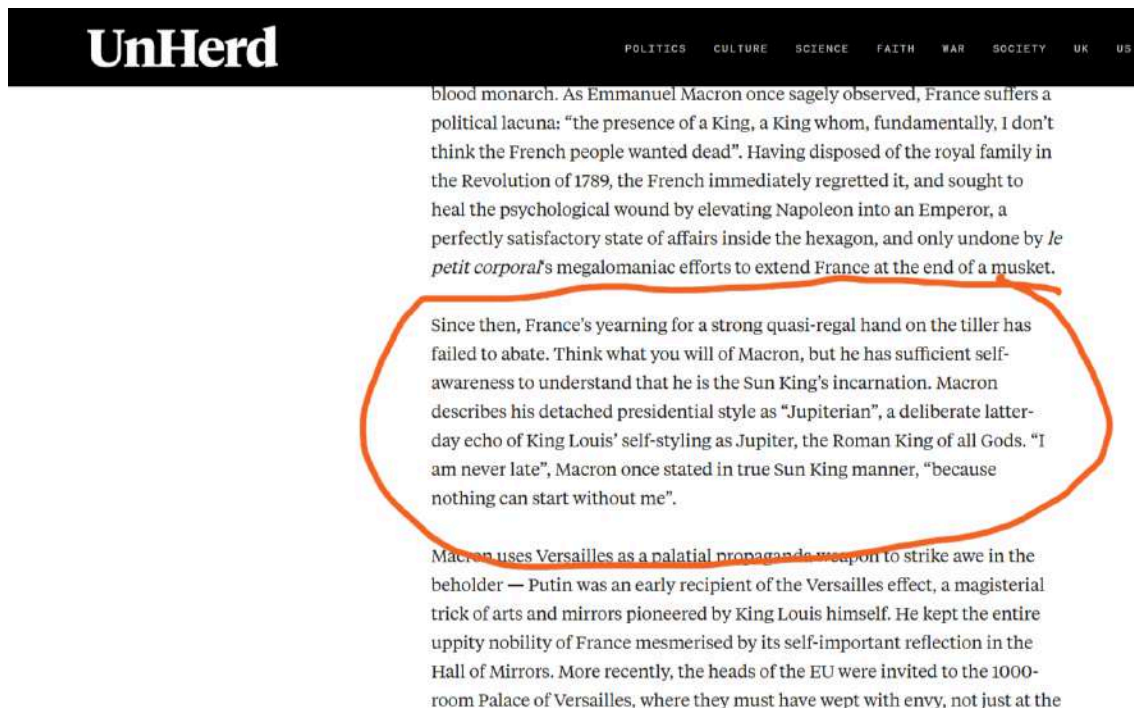 UnHerd
POLITICS CULTURE SCIENCE FAITH WAR SOCIETY UK US
blood monarch. As Emmanuel Macron once sagely observed, France suffers a
political lacuna: “the presence of a King, a King whom, fundamentally, I don’t
think the French people wanted dead”. Having disposed of the royal family in
the Revolution of 1789, the French immediately regretted it, and sought to
heal the psychological wound by elevating Napoleon into an Emperor, a
perfectly satisfactory state of affairs inside the hexagon, and only undone by le
petit corporal’s megalomaniac efforts to extend France at the end of a musket.
Since then, France’s yearning for a strong quasi-regal hand on the tiller has
failed to abate. Think what you will of Macron, but he has sufficient self-
awareness to understand that he is the Sun King’s incarnation. Macron
describes his detached presidential style as “Jupiterian”, a deliberate latter-
day echo of King Louis’ self-styling as Jupiter, the Roman King of all Gods. “I
am never late”, Macron once stated in true Sun King manner, “because
nothing can start without me”.
Macron uses Versailles as a palatial propaganda weapon to strike awe in the
beholder — Putin was an early recipient of the Versailles effect, a magisterial
trick of arts and mirrors pioneered by King Louis himself. He kept the entire
uppity nobility of France mesmerised by its self-important reflection in the
Hall of Mirrors. More recently, the heads of the EU were invited to the 1000-
room Palace of Versailles, where they must have wept with envy, not just at the